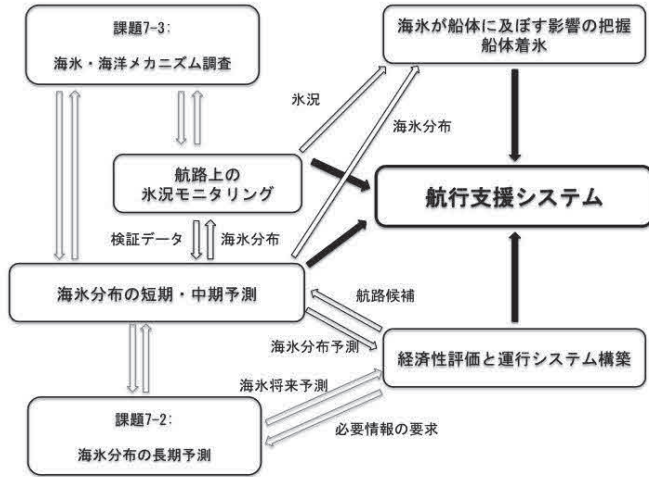 課題7-3:
海氷・海洋メカニズム調査
海氷が船体に及ぼす影響の把握
船体着氷
氷況
海氷分布
航路上の
氷況モニタリング
航行支援システム
検証データ
海氷分布
海氷分布の短期・中期予測
航路候補
海氷分布予測
経済性評価と運行システム構築
海氷将来予測
課題7-2:
海氷分布の長期予測
必要情報の要求